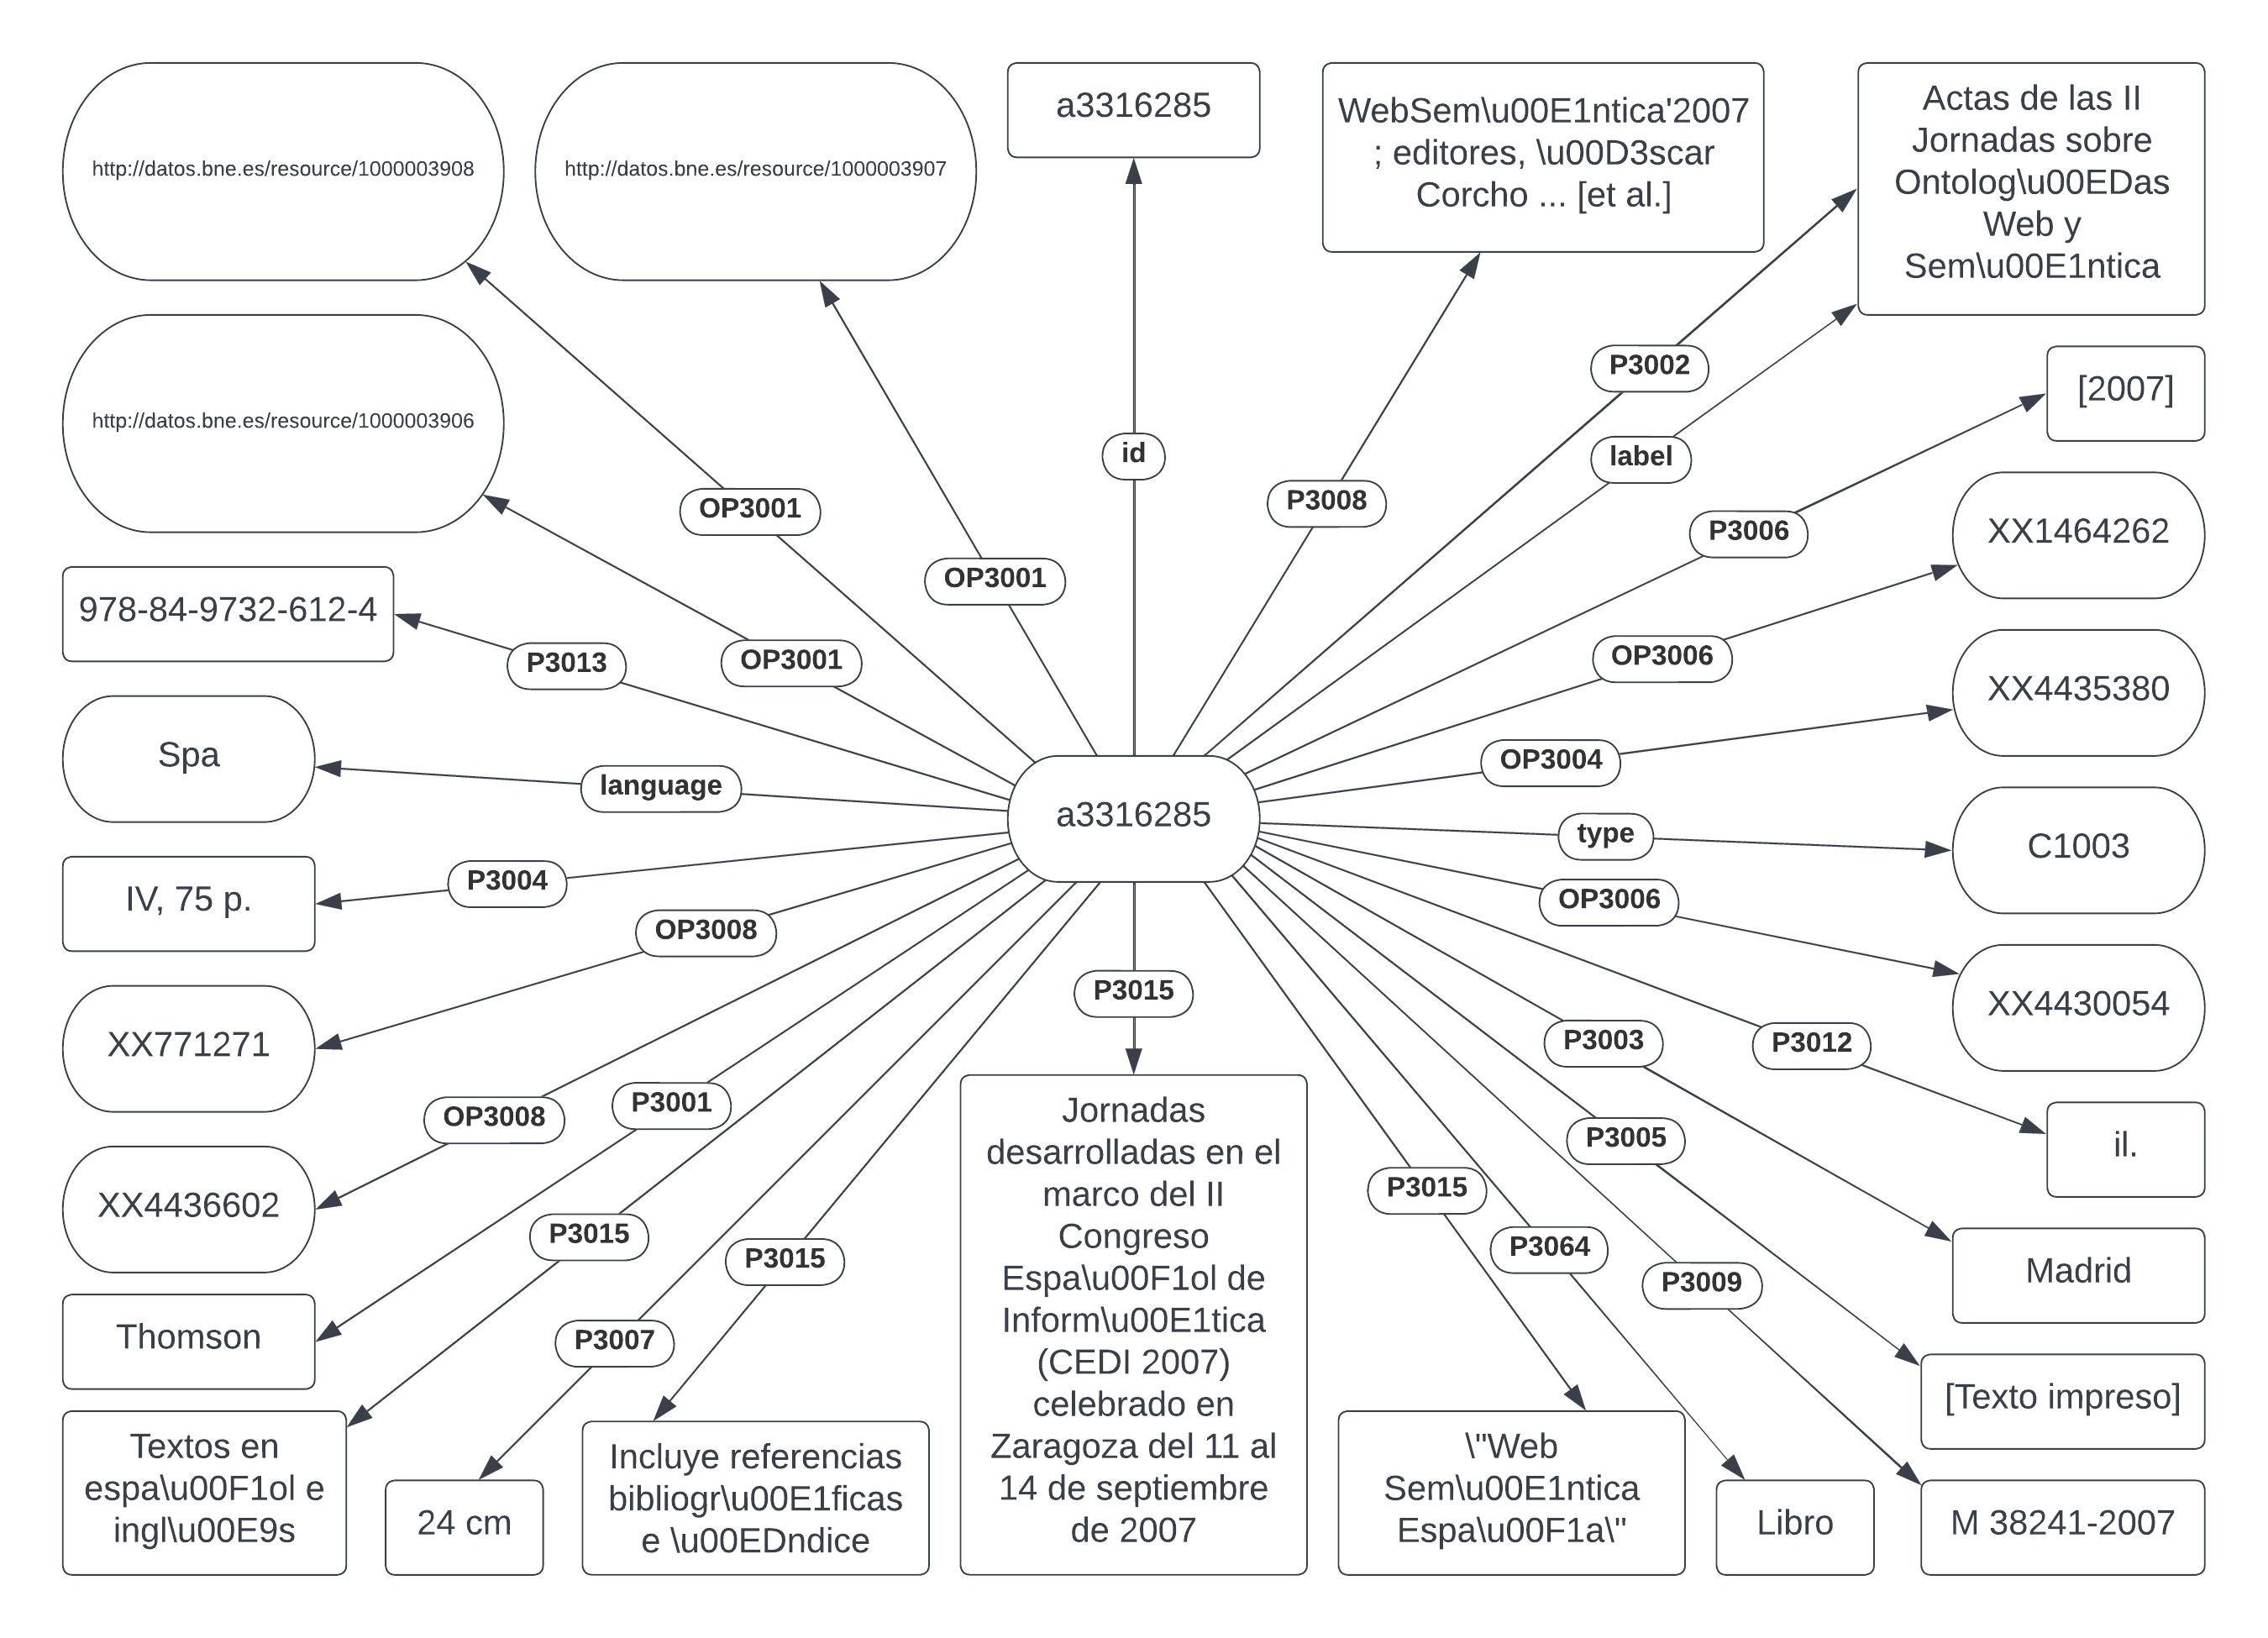 a3316285
WebSem\u00E1ntica'2007
; editores, \u00D3scar
Corcho ... [et al.]
Actas de las II
Jornadas sobre
Ontolog\u00EDas
Web y
Sem\u00E1ntica
http://datos.bne.es/resource/1000003908
http://datos.bne.es/resource/1000003907
P3002
[2007]
http://datos.bne.es/resource/1000003906
id
label
P3008
OP3001
P3006
XX1464262
OP3001
978-84-9732-612-4
P3013
OP3001
OP3006
XX4435380
Spa
language
OP3004
a3316285
type
C1003
IV, 75 p.
P3004
OP3006
OP3008
P3015
XX4430054
XX771271
P3003
P3012
P3001
OP3008
P3005
il.
XX4436602
P3015
P3015
P3007
Jornadas
desarrolladas en el
marco del II
Congreso
Espa\u00F1ol de
Inform\u00E1tica
(CEDI 2007)
celebrado en
Zaragoza del 11 al
14 de septiembre
de 2007
P3015
P3064
P3009
Madrid
Thomson
[Texto impreso]
Textos en
espa\u00F1ol e
ingl\u00E9s
24 cm
Incluye referencias
bibliogr\u00E1ficas
e \u00EDndice
\"Web
Sem\u00E1ntica
Espa\u00F1a\"
Libro
M 38241-2007